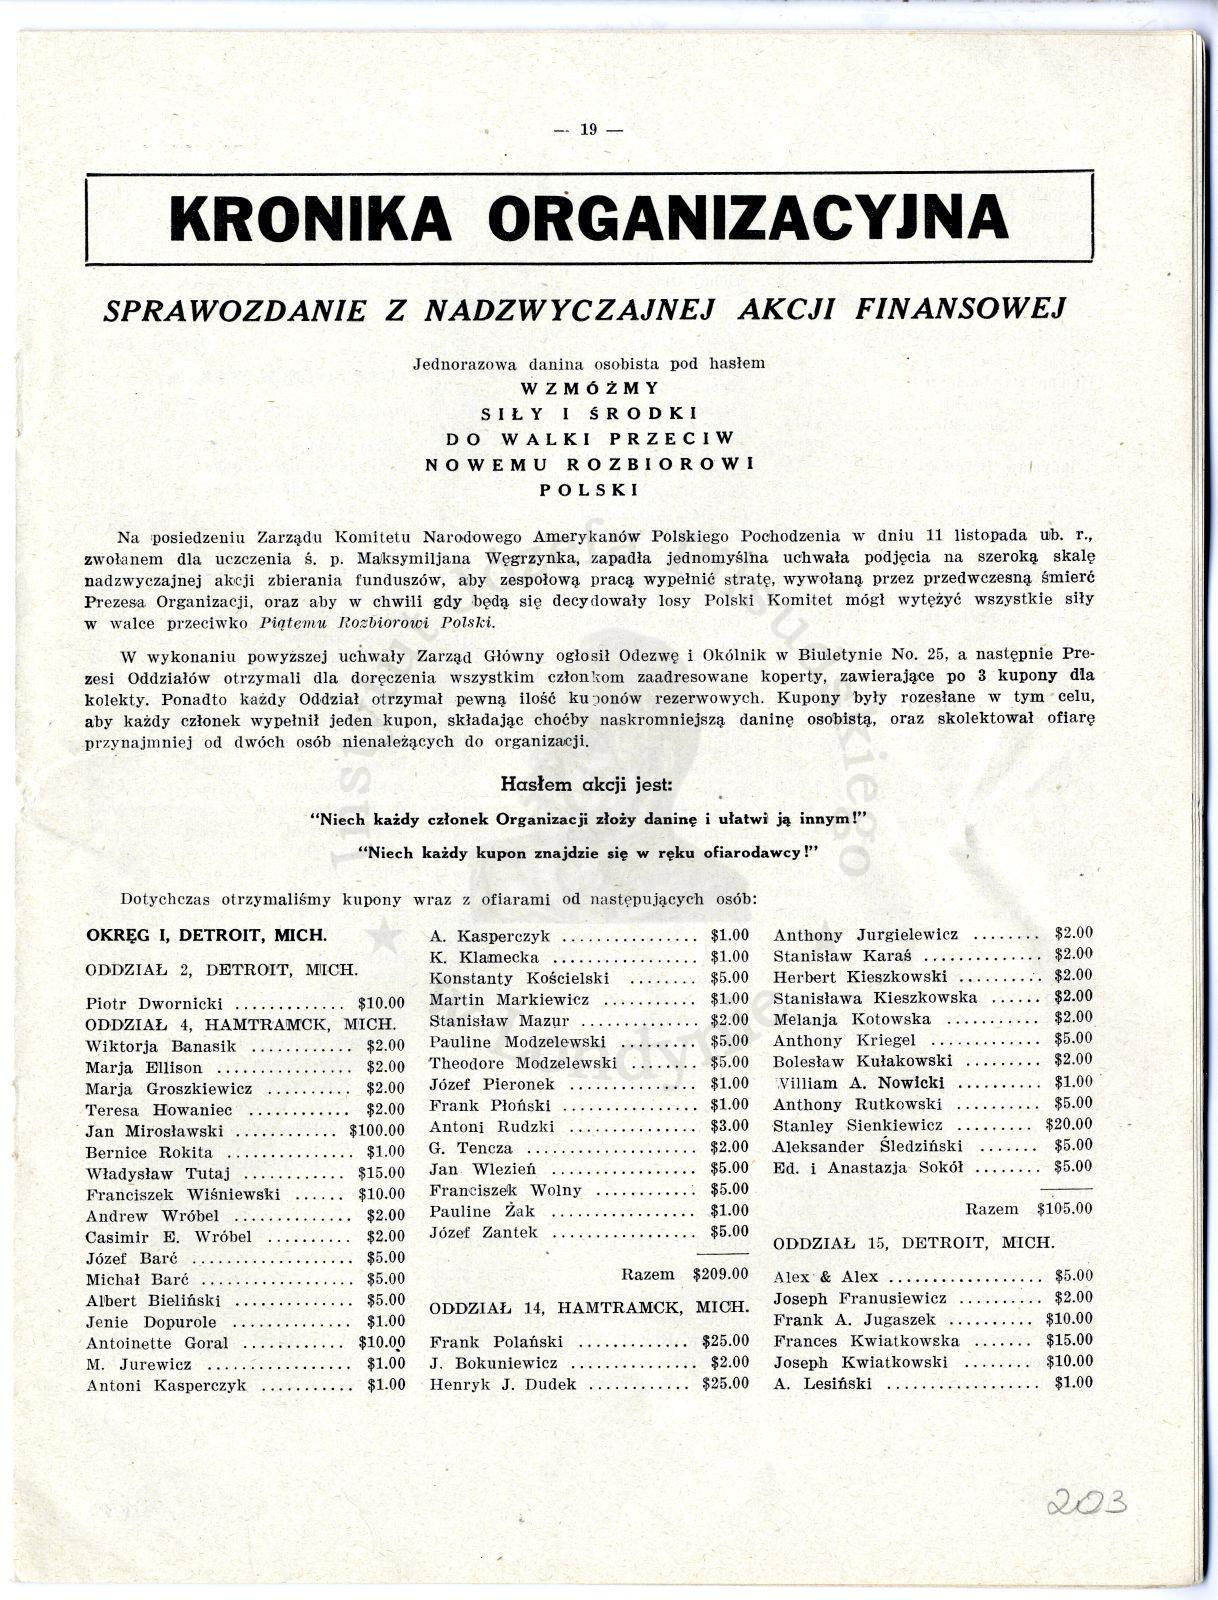 — 19 —
KRONIKA ORGANIZACYJNA
SPRAWOZDANIE Z NADZWYCZAJNEJ AKCJI FINANSOWEJ
Jednorazowa danina osobista pod hasłem
WZMÓŻMY
SIŁY I ŚRODKI
DO WALKI PRZECIW
NOWEMU ROZBIOROWI
POLSKI
Na posiedzeniu Zarządu Komitetu Narodowego Amerykanów Polskiego Pochodzenia w dniu 11 listopada ub. r.,
zwołanem dla uczczenia ś. p. Maksymiljana Węgrzynka, zapadła jednomyślna uchwała podjęcia na szeroką skalę
nadzwyczajnej akcji zbierania funduszów, aby zespołową pracą wypełnić stratę, wywołaną przez przedwczesną śmierć
Prezesa Organizacji, oraz aby w chwili gdy będą się decydowały losy Polski Komitet mógł wytężyć wszystkie siły
w walce przeciwko Piątemu Rozbiorowi Polski.
W wykonaniu powyższej uchwały Zarząd Główny ogłosił Odezwę i Okólnik w Biuletynie No. 25, a następnie Pre-
zesi Oddziałów otrzymali dla doręczenia wszystkim członkom zaadresowane koperty, zawierające po 3 kupony dla
kolekty. Ponadto każdy Oddział otrzymał pewną ilość kuponów rezerwowych. Kupony były rozesłane w tym celu,
aby każdy członek wypełnił jeden kupon, składając choćby naskromniejszą daninę osobistą, oraz skolektował ofiarę
przynajmniej od dwóch osób nienależących do organizacji.
Hasłem akcji jest:
“Niech każdy członek Organizacji złoży daninę i ułatwi ją innym!”
“Niech każdy kupon znajdzie się w ręku ofiarodawcy!”
Dotychczas otrzymaliśmy kupony wraz z ofiarami od następujących osób:
OKRĘG I, DETROIT, MICH.
ODDZIAŁ 2, DETROIT, MICH.
Piotr Dwornicki ............. $10.00
ODDZIAŁ 4, HAMTRAMCK, MICH.
Wiktorja Banasik ............ $2.00
Marja Ellison ................ $2.00
Marja Groszkiewicz .......... $2.00
Teresa Howaniec ............ $2.00
Jan Mirosławski ............ $100.00
Bernice Rokita ............... $1.00
Władysław Tutaj ............ $15.00
Franciszek Wiśniewski ...... $10.00
Andrew Wróbel .............. $2.00
Casimir E. Wróbel .......... $2.00
Józef Barć ................... $5.00
Michał Barć .................. $5.00
Albert Bieliński .............. $5.00
Jenie Dopurole .............. $1.00
Antoinette Goral ............ $10.00
M. Jurewicz ................. $1.00
Antoni Kasperczyk ........... $1.00
A. Kasperczyk ................ $1.00
K. Klamecka ................. $1.00
Konstanty Kościelski ........ $5.00
Martin Markiewicz ........... $1.00
Stanisław Mazur .............. $2.00
Pauline Modzelewski ......... $5.00
Theodore Modzelewski ........ $5.00
Józef Pieronek ............... $1.00
Frank Płoński ................ $1.00
Antoni Rudzki ............... $3.00
G. Tencza .................... $2.00
Jan Wlezień ................. $5.00
Franciszek Wolny ............ $5.00
Pauline Żak ................. $1.00
Józef Zantek ................. $5.00
Razem $209.00
ODDZIAŁ 14, HAMTRAMCK, MICH.
Frank Polański ............. $25.00
J. Bokuniewicz ............... $2.00
Henryk J. Dudek ............ $25.00
Anthony Jurgielewicz ........ $2.00
Stanisław Karaś .............. $2.00
Herbert Kieszkowski .......... $2.00
Stanisława Kieszkowska ...... $2.00
Melanja Kotowska ........... $2.00
Anthony Kriegel ............. $5.00
Bolesław Kułakowski ......... $2.00
William A. Nowicki .......... $1.00
Anthony Rutkowski .......... $5.00
Stanley Sienkiewicz ......... $20.00
Aleksander Śledziński ....... $5.00
Ed. i Anastazja Sokół ........ $5.00
Razem $105.00
ODDZIAŁ 15, DETROIT, MICH.
Alex & Alex .................. $5.00
Joseph Franusiewicz .......... $2.00
Frank A. Jugaszek .......... $10.00
Frances Kwiatkowska ....... $15.00
Joseph Kwiatkowski ........ $10.00
A. Lesiński .................. $1.00
203